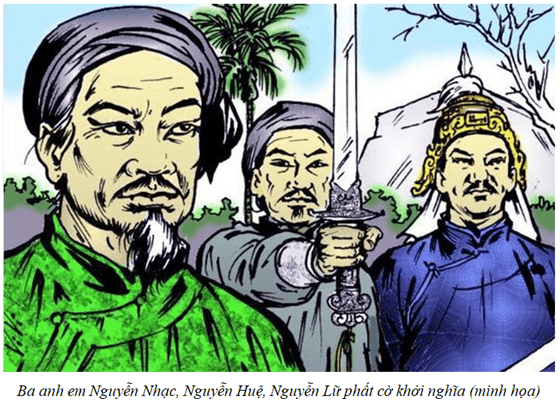 Ba anh em Nguyễn Nhạc, Nguyễn Huệ, Nguyễn Lữ phất cờ khởi nghĩa (minh họa)